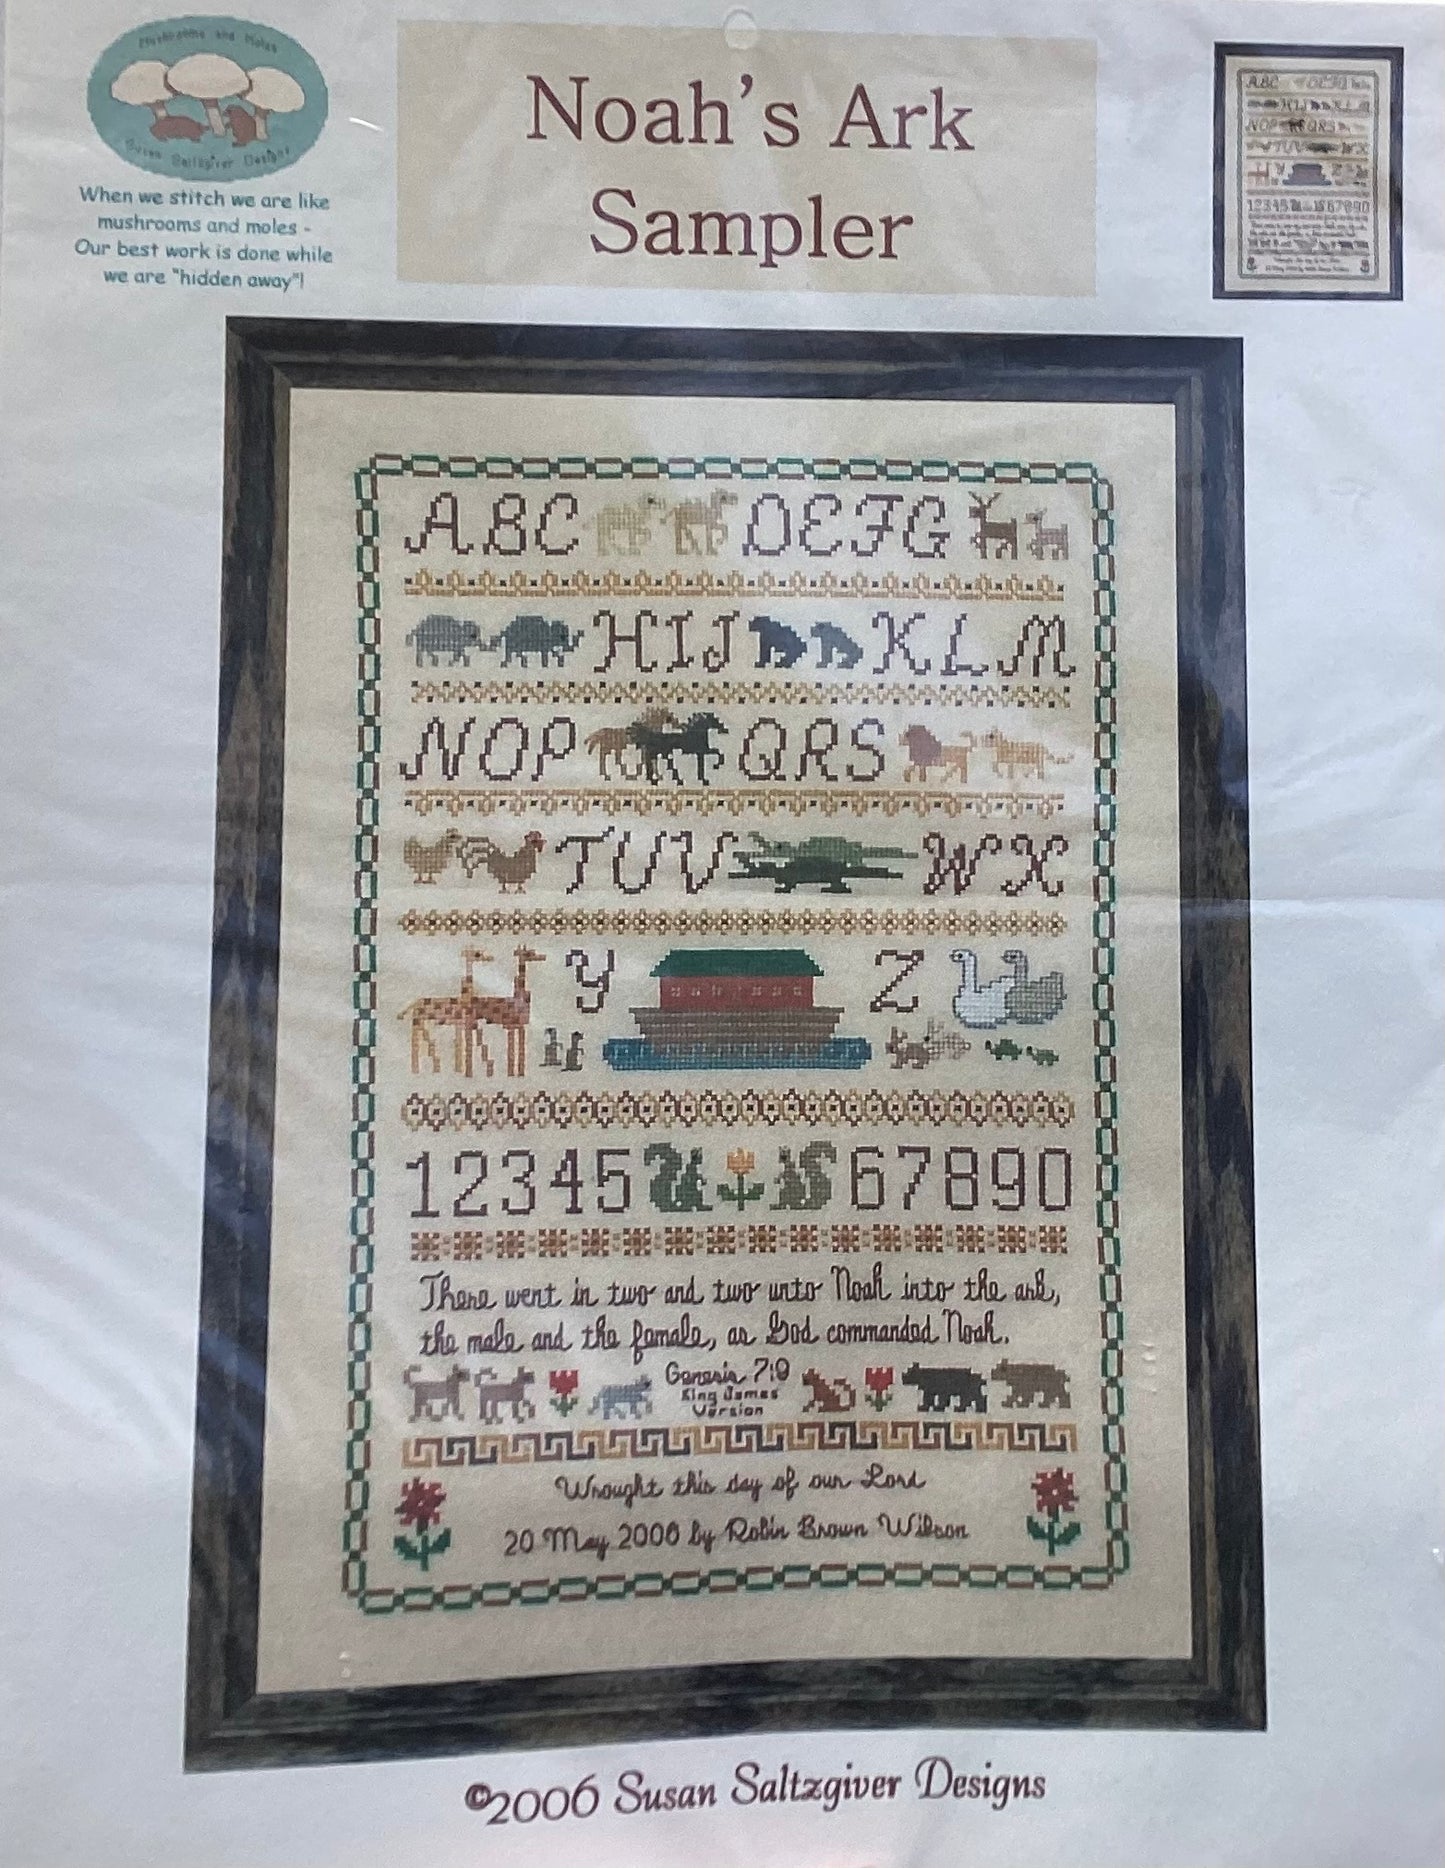 Mushrooms and Moles
Susan Saltzgiver Designs
When we stitch we are like
mushrooms and moles -
Our best work is done while
we are "hidden away"!
Noah's Ark
Sampler
ABC DEFG
HIJ KLM
NOP QRS
TUV WX
Y Z
12345 67890
There went in two and two unto Noah into the ark,
the male and the female, as God commanded Noah.
Genesis 7:9
King James
Version
Wrought this day of our Lord
20 May 2006 by Robin Brown Wilson
©2006 Susan Saltzgiver Designs